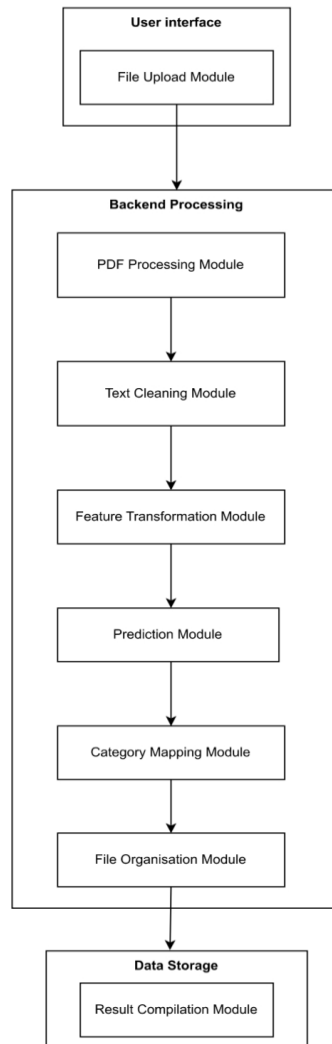 User interface
File Upload Module
Backend Processing
PDF Processing Module
Text Cleaning Module
Feature Transformation Module
Prediction Module
Category Mapping Module
File Organisation Module
Data Storage
Result Compilation Module